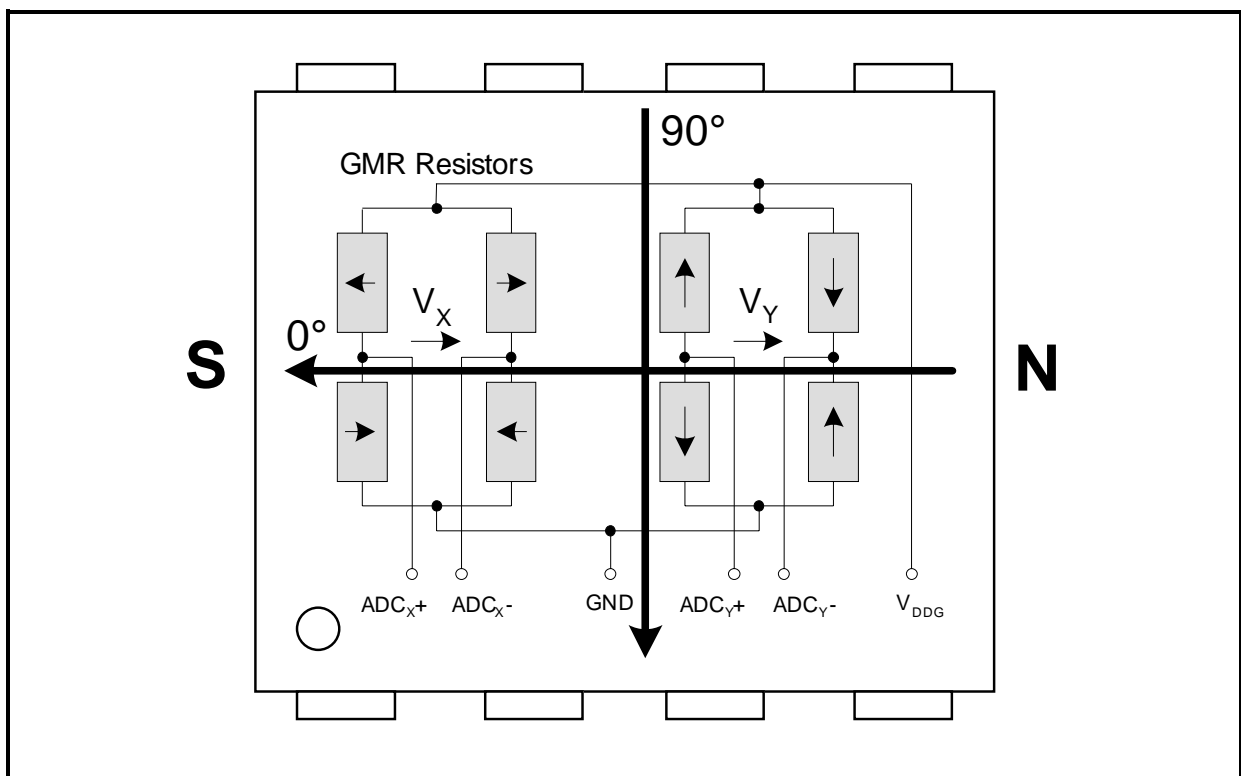 90°
GMR Resistors
V_X
V_Y
0°
S
N
ADC_X+ ADC_X- GND ADC_Y+ ADC_Y- V_DDG